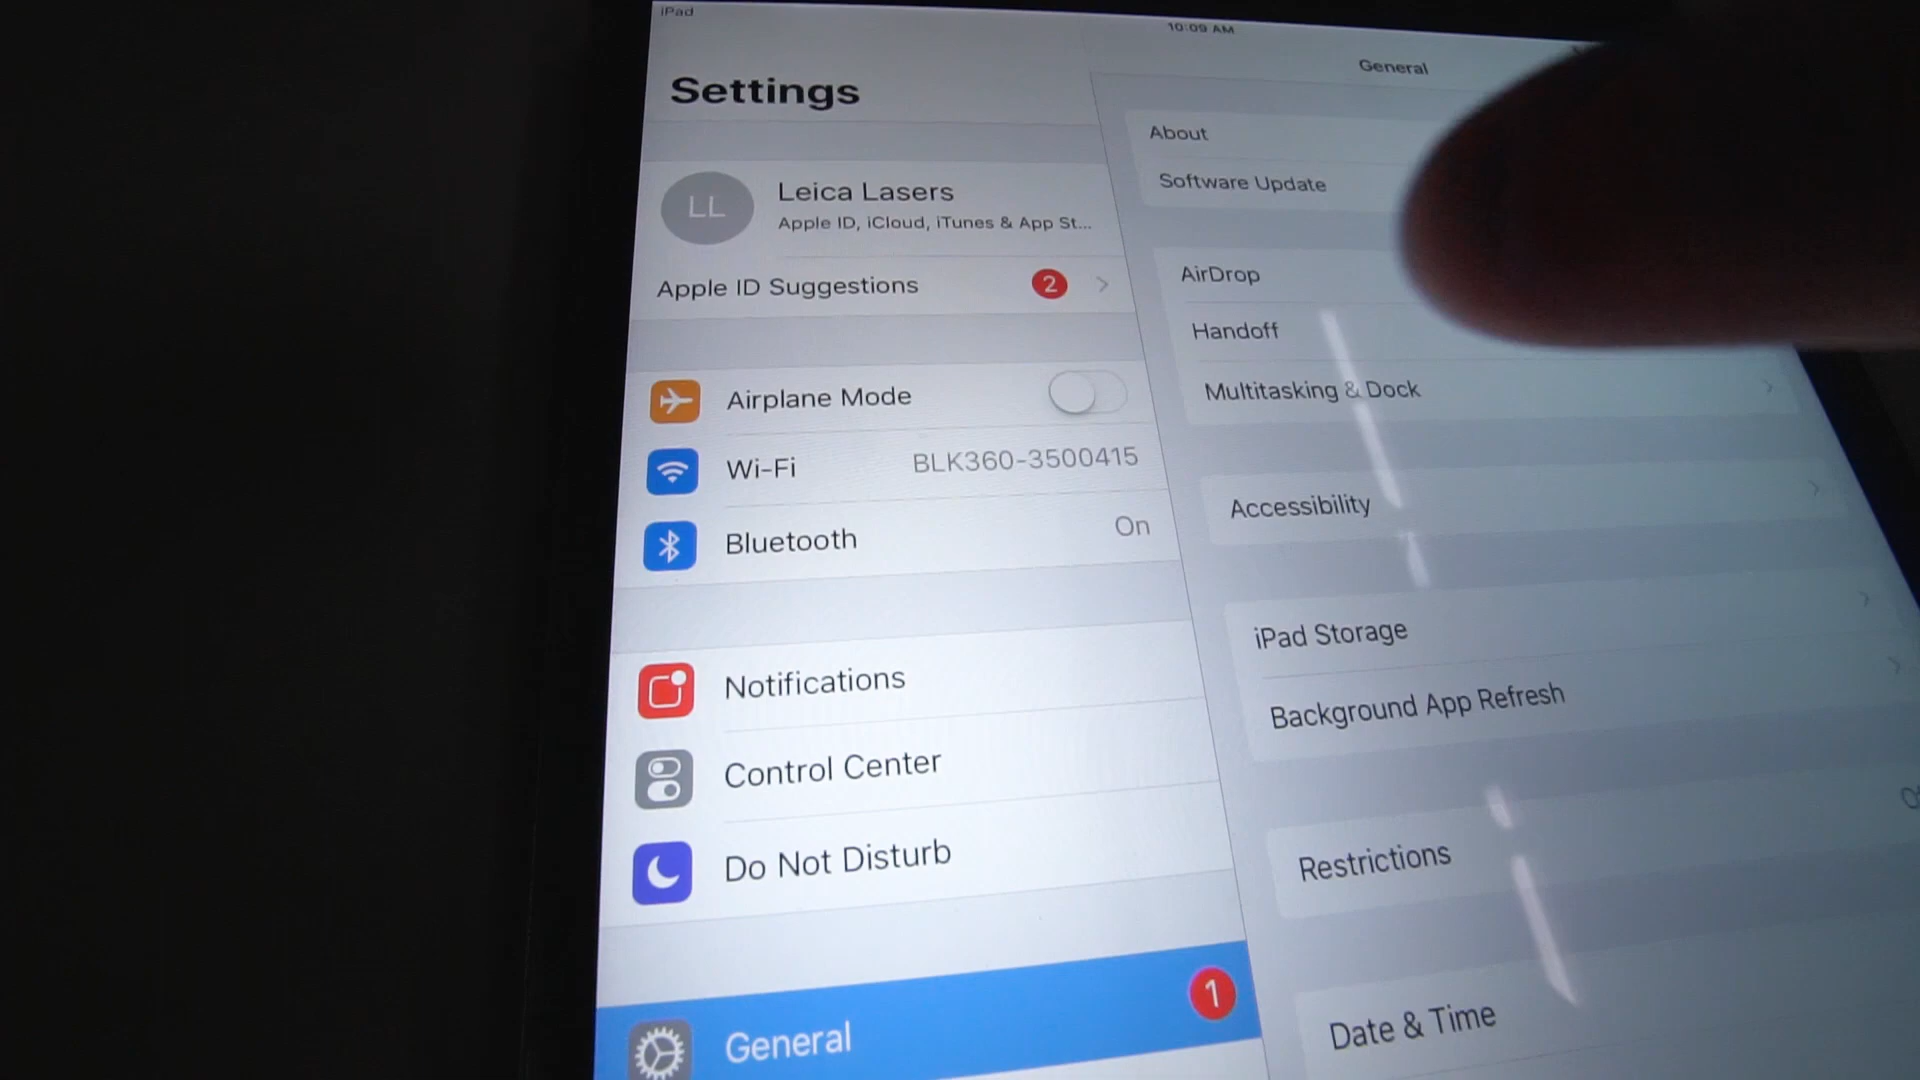 iPad
10:09 AM
Settings
LL
Leica Lasers
Apple ID, iCloud, iTunes & App St...
Apple ID Suggestions 2
Airplane Mode
Wi-Fi BLK360-3500415
Bluetooth On
Notifications
Control Center
Do Not Disturb
General 1
General
About
Software Update
AirDrop
Handoff
Multitasking & Dock
Accessibility
iPad Storage
Background App Refresh
Restrictions
Date & Time